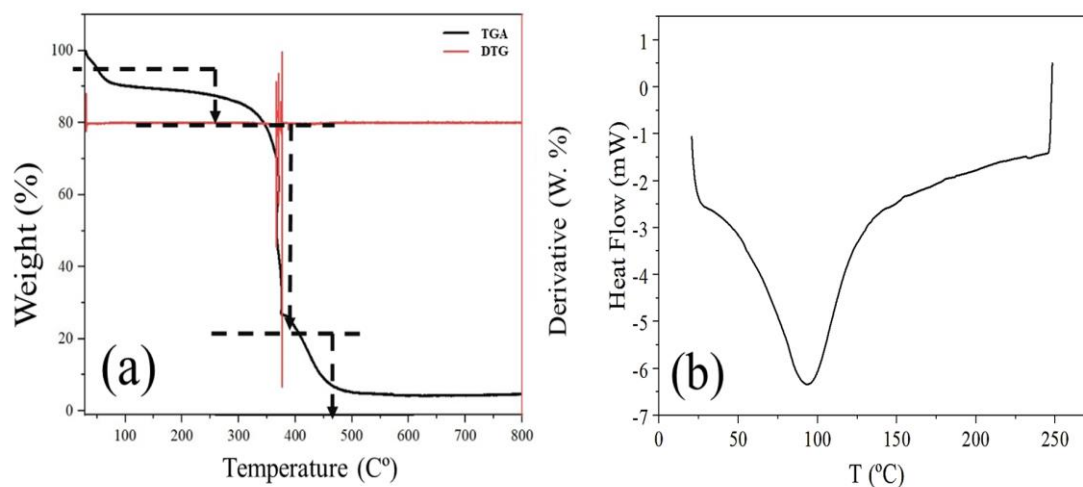 TGA
DTG
100
80
60
40
20
0
Weight (%)
(a)
100 200 300 400 500 600 700 800
Temperature (Cº)
Derivative (W. %)
1
0
-1
-2
-3
-4
-5
-6
-7
Heat Flow (mW)
(b)
0 50 100 150 200 250
T (ºC)